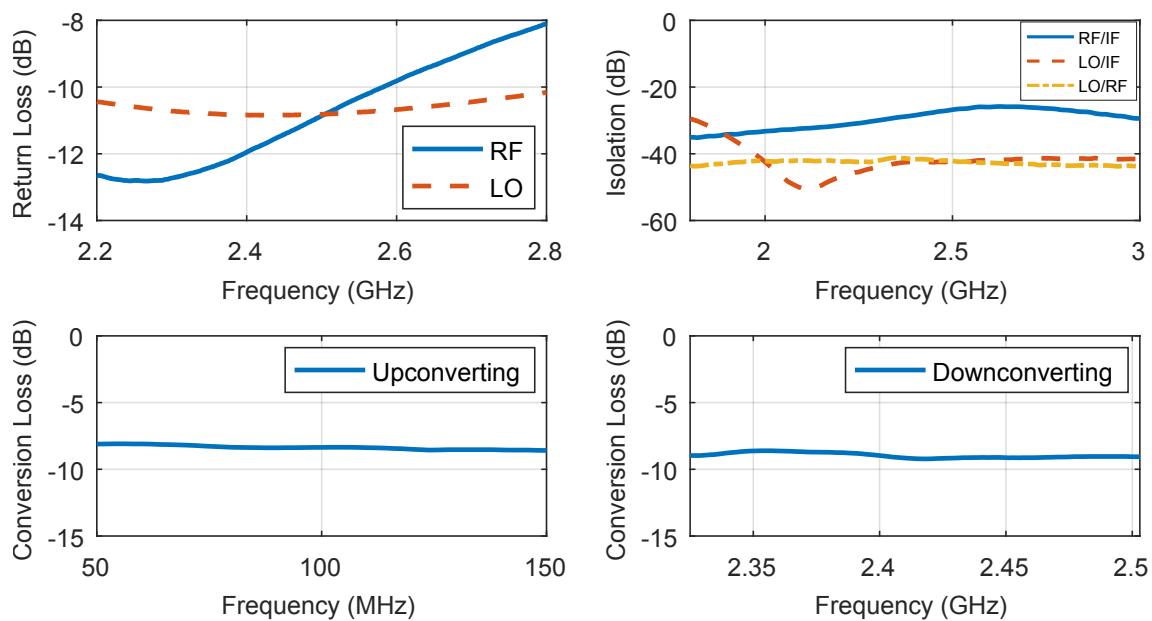 Return Loss (dB)
-8
-10
-12
-14
2.2
2.4
2.6
2.8
Frequency (GHz)
RF
LO
Isolation (dB)
0
-20
-40
-60
2
2.5
3
Frequency (GHz)
RF/IF
LO/IF
LO/RF
Conversion Loss (dB)
0
-5
-10
-15
50
100
150
Frequency (MHz)
Upconverting
Conversion Loss (dB)
0
-5
-10
-15
2.35
2.4
2.45
2.5
Frequency (GHz)
Downconverting